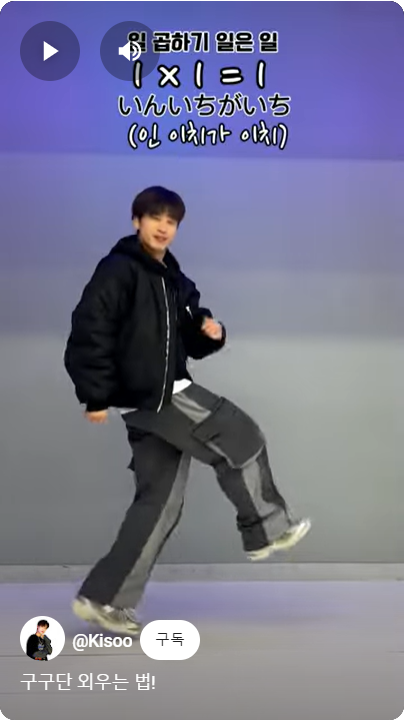 일 곱하기 일은 일
1 x 1 = 1
いんいちがいち
(인 이치가 이치)
@Kisoo 구독
구구단 외우는 법!